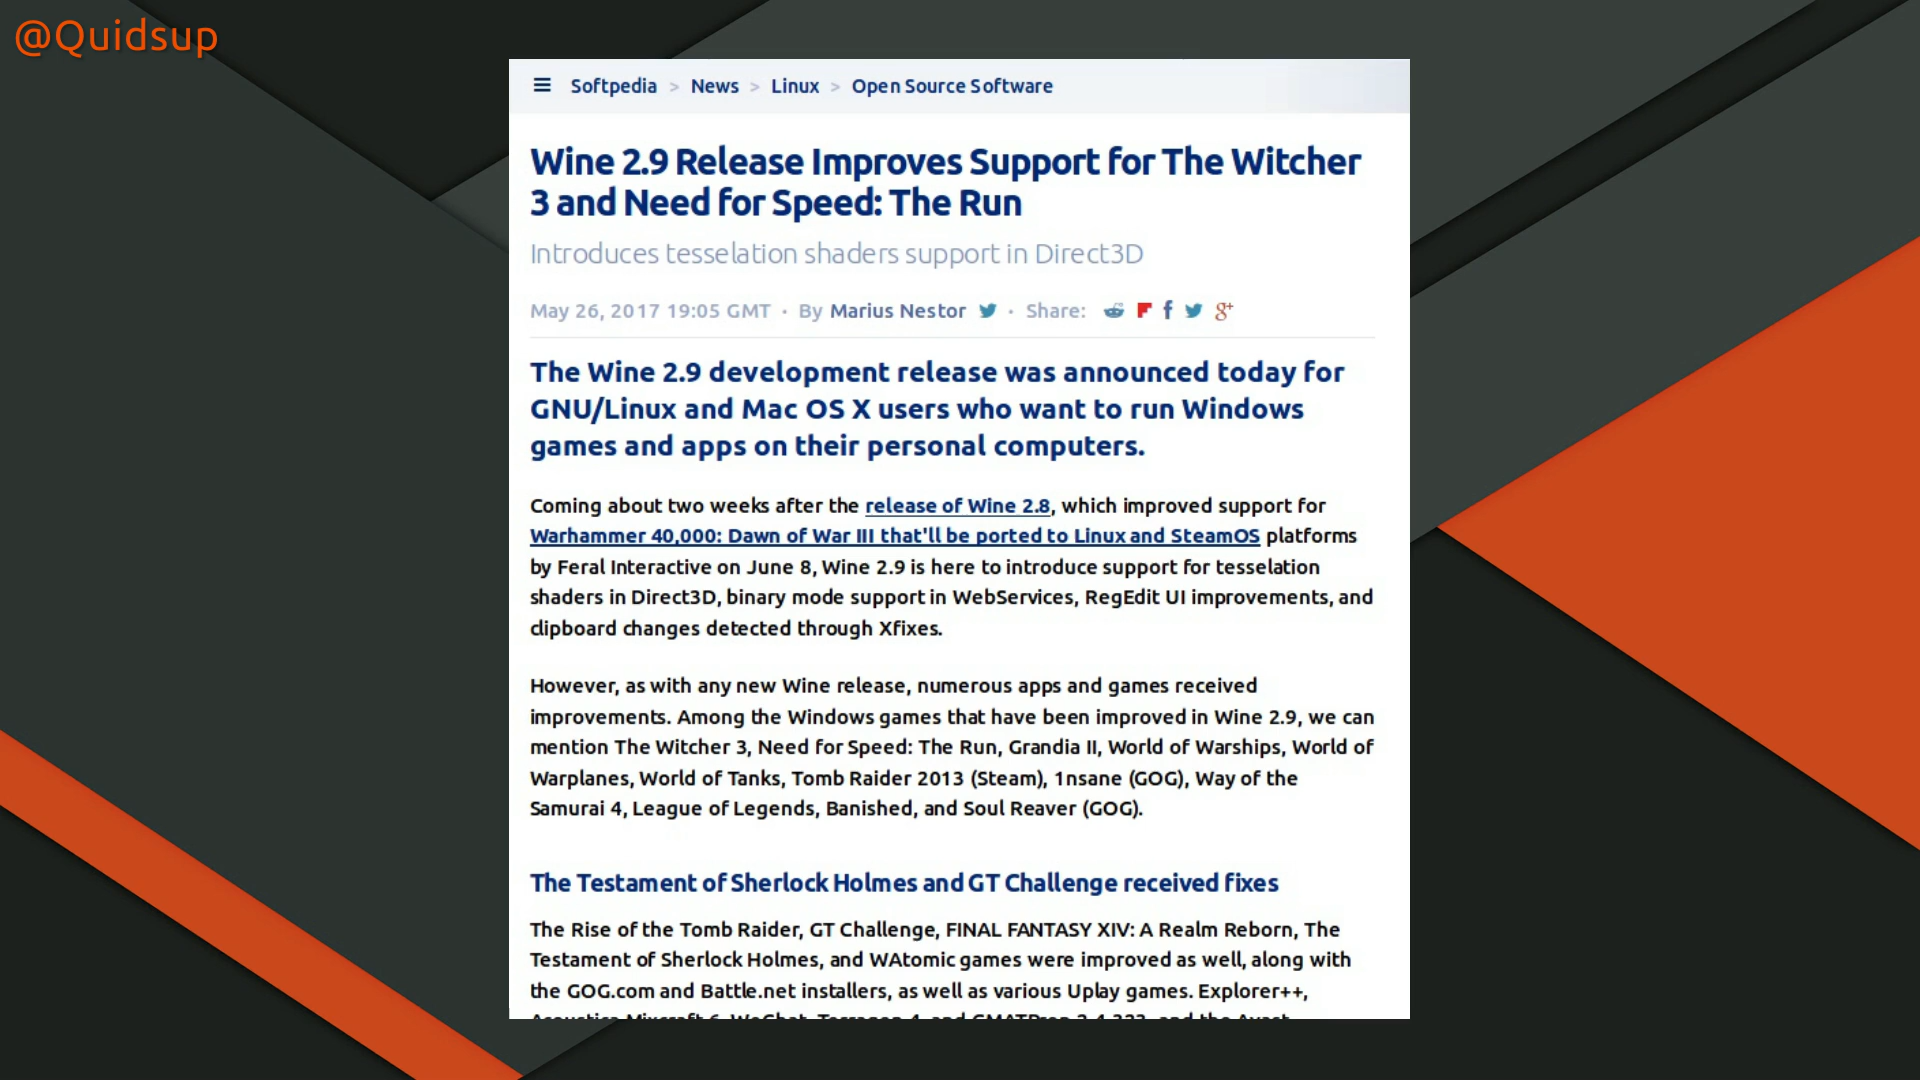 @Quidsup
Softpedia > News > Linux > Open Source Software
Wine 2.9 Release Improves Support for The Witcher
3 and Need for Speed: The Run
Introduces tesselation shaders support in Direct3D
May 26, 2017 19:05 GMT · By Marius Nestor · Share:
The Wine 2.9 development release was announced today for
GNU/Linux and Mac OS X users who want to run Windows
games and apps on their personal computers.
Coming about two weeks after the release of Wine 2.8, which improved support for
Warhammer 40,000: Dawn of War III that'll be ported to Linux and SteamOS platforms
by Feral Interactive on June 8, Wine 2.9 is here to introduce support for tesselation
shaders in Direct3D, binary mode support in WebServices, RegEdit UI improvements, and
clipboard changes detected through Xfixes.
However, as with any new Wine release, numerous apps and games received
improvements. Among the Windows games that have been improved in Wine 2.9, we can
mention The Witcher 3, Need for Speed: The Run, Grandia II, World of Warships, World of
Warplanes, World of Tanks, Tomb Raider 2013 (Steam), 1nsane (GOG), Way of the
Samurai 4, League of Legends, Banished, and Soul Reaver (GOG).
The Testament of Sherlock Holmes and GT Challenge received fixes
The Rise of the Tomb Raider, GT Challenge, FINAL FANTASY XIV: A Realm Reborn, The
Testament of Sherlock Holmes, and WAtomic games were improved as well, along with
the GOG.com and Battle.net installers, as well as various Uplay games. Explorer++,